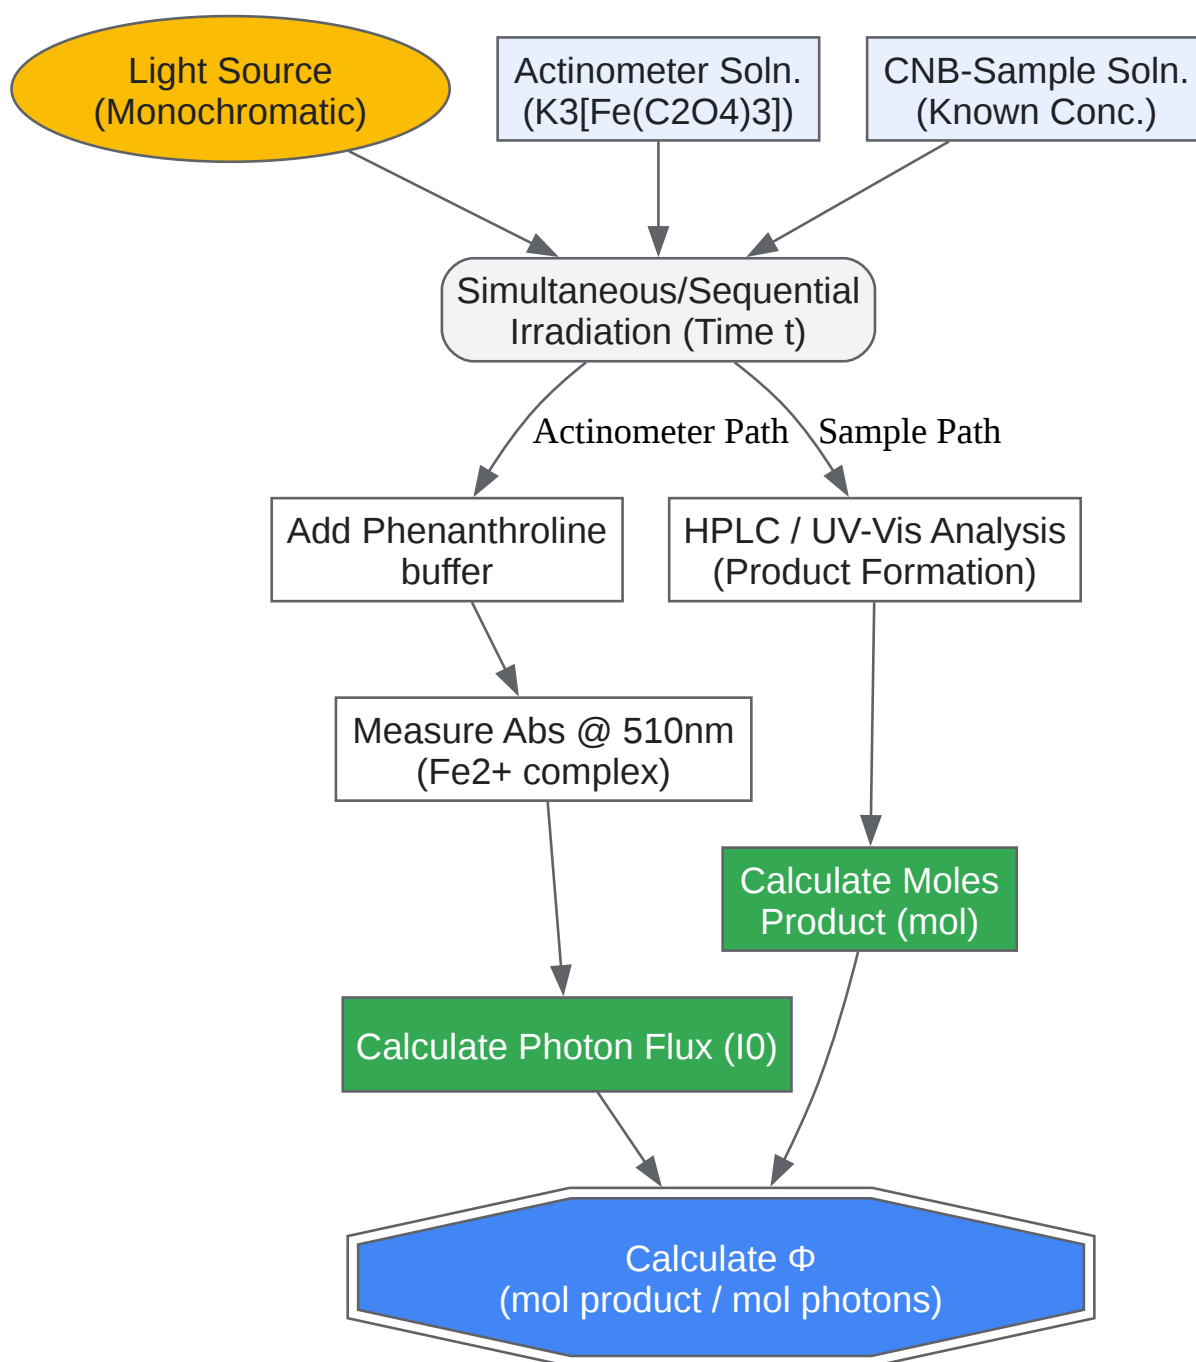 Light Source
(Monochromatic)
Actinometer Soln.
(K3[Fe(C2O4)3])
CNB-Sample Soln.
(Known Conc.)
Simultaneous/Sequential
Irradiation (Time t)
Actinometer Path
Sample Path
Add Phenanthroline
buffer
HPLC / UV-Vis Analysis
(Product Formation)
Measure Abs @ 510nm
(Fe2+ complex)
Calculate Moles
Product (mol)
Calculate Photon Flux (I0)
Calculate Φ
(mol product / mol photons)